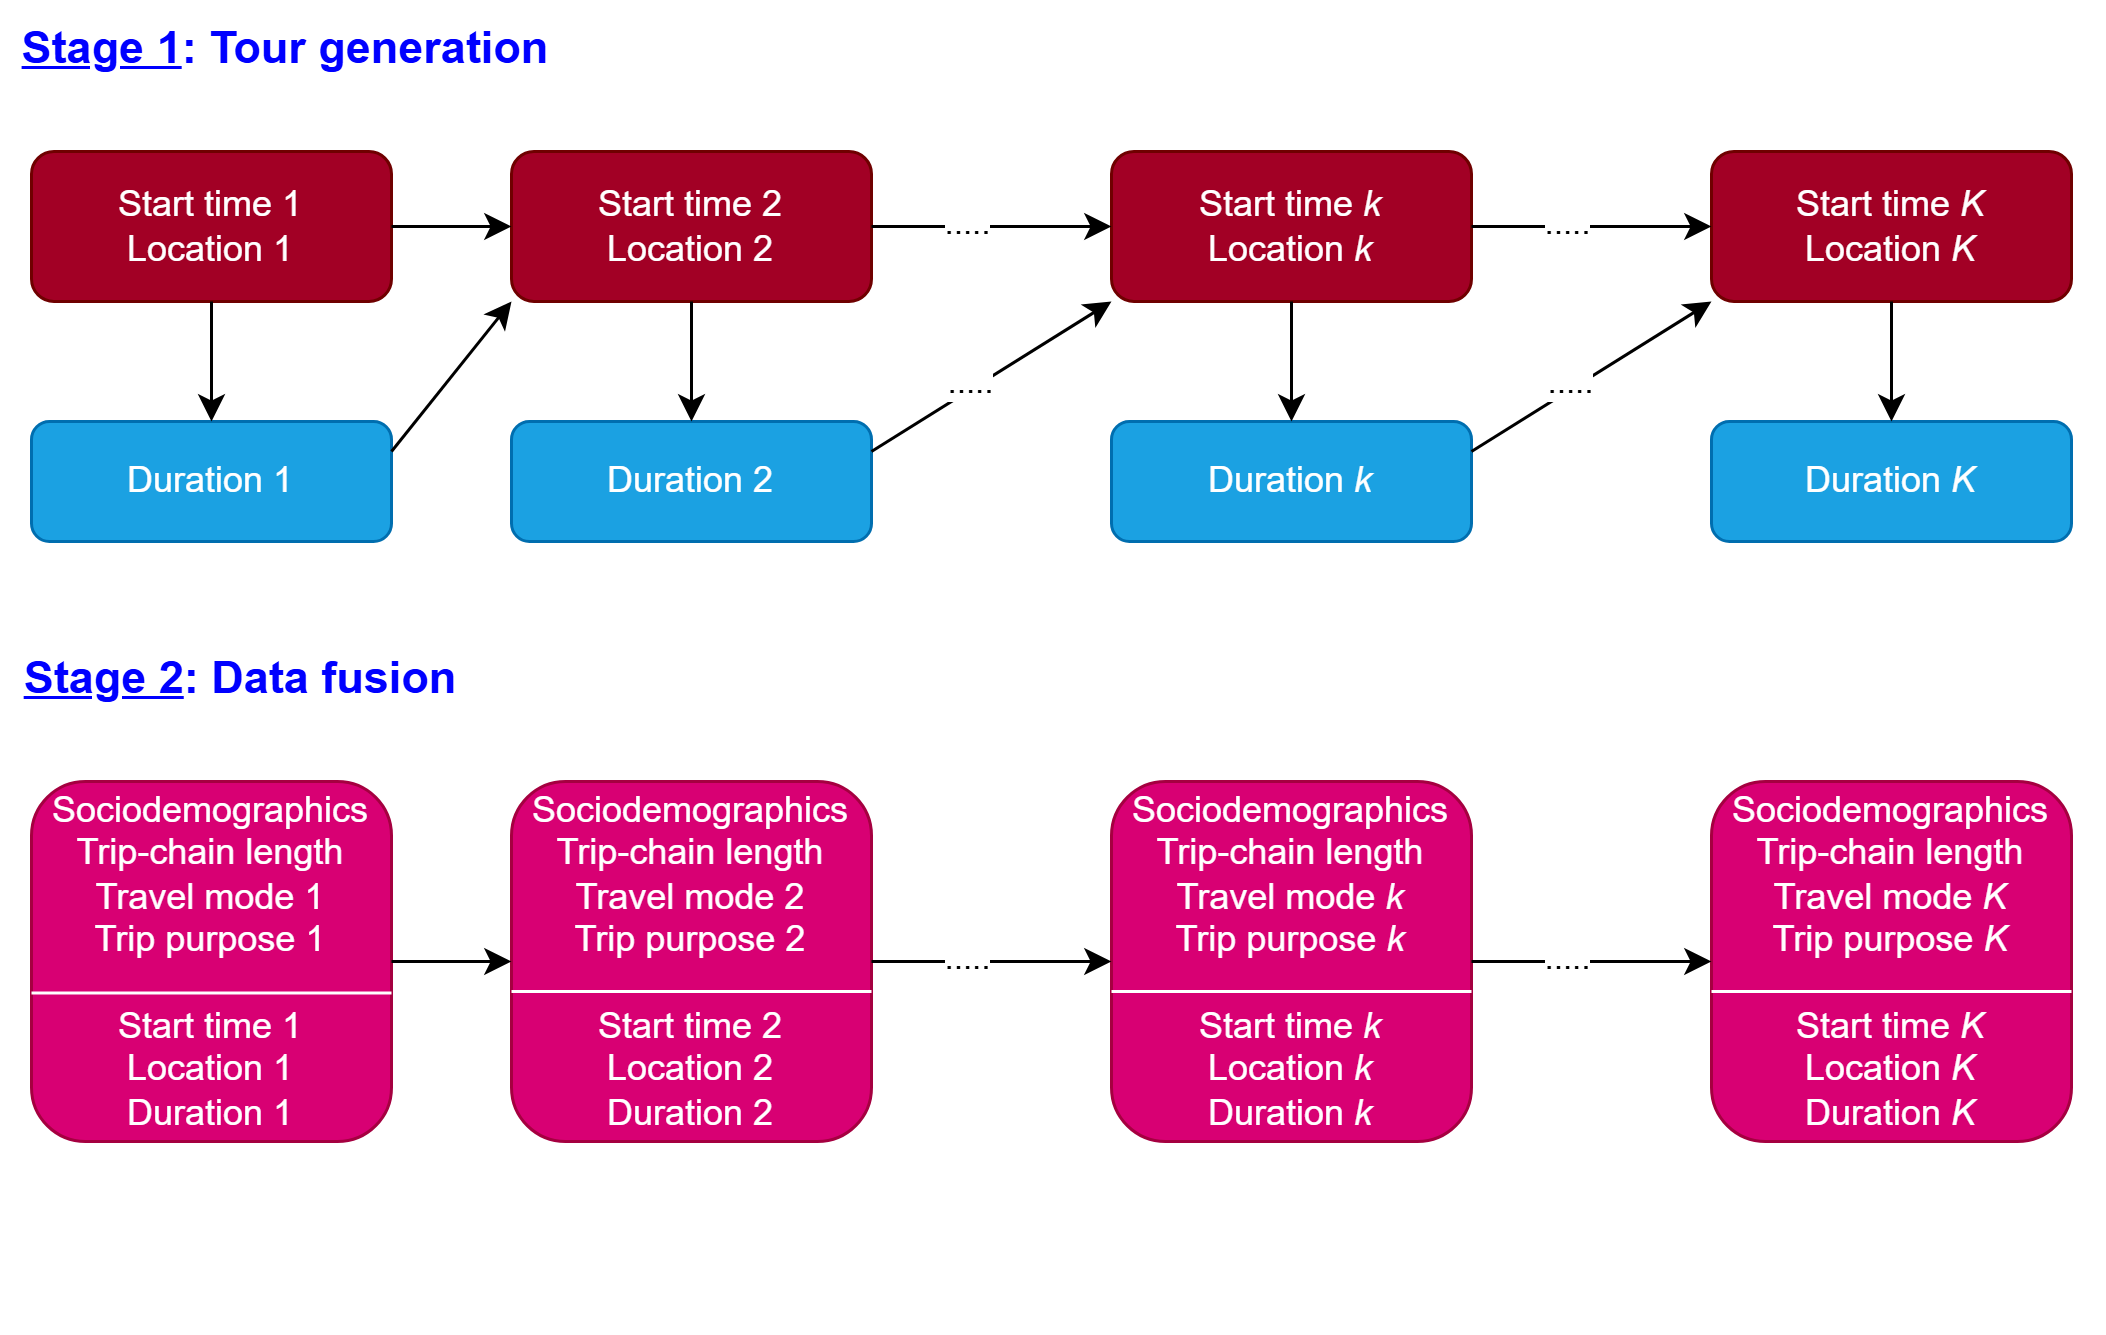 Stage 1: Tour generation
Start time 1
Location 1
Start time 2
Location 2
.....
Start time k
Location k
.....
Start time K
Location K
.....
.....
Duration 1
Duration 2
Duration k
Duration K
Stage 2: Data fusion
Sociodemographics
Trip-chain length
Travel mode 1
Trip purpose 1
Start time 1
Location 1
Duration 1
Sociodemographics
Trip-chain length
Travel mode 2
Trip purpose 2
Start time 2
Location 2
Duration 2
.....
Sociodemographics
Trip-chain length
Travel mode k
Trip purpose k
Start time k
Location k
Duration k
.....
Sociodemographics
Trip-chain length
Travel mode K
Trip purpose K
Start time K
Location K
Duration K